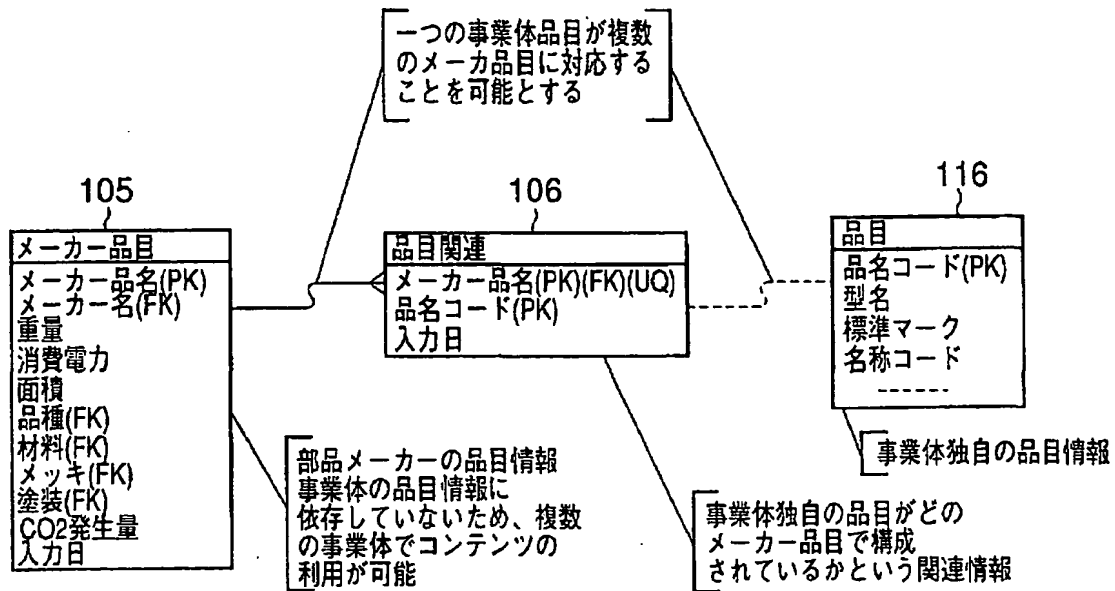 一つの事業体品目が複数
のメーカ品目に対応する
ことを可能とする
105
メーカー品目
メーカー品名(PK)
メーカー名(FK)
重量
消費電力
面積
品種(FK)
材料(FK)
メッキ(FK)
塗装(FK)
CO2発生量
入力日
106
品目関連
メーカー品名(PK)(FK)(UQ)
品名コード(PK)
入力日
116
品目
品名コード(PK)
型名
標準マーク
名称コード
部品メーカーの品目情報
事業体の品目情報に
依存していないため、複数
の事業体でコンテンツの
利用が可能
事業体独自の品目がどの
メーカー品目で構成
されているかという関連情報
事業体独自の品目情報